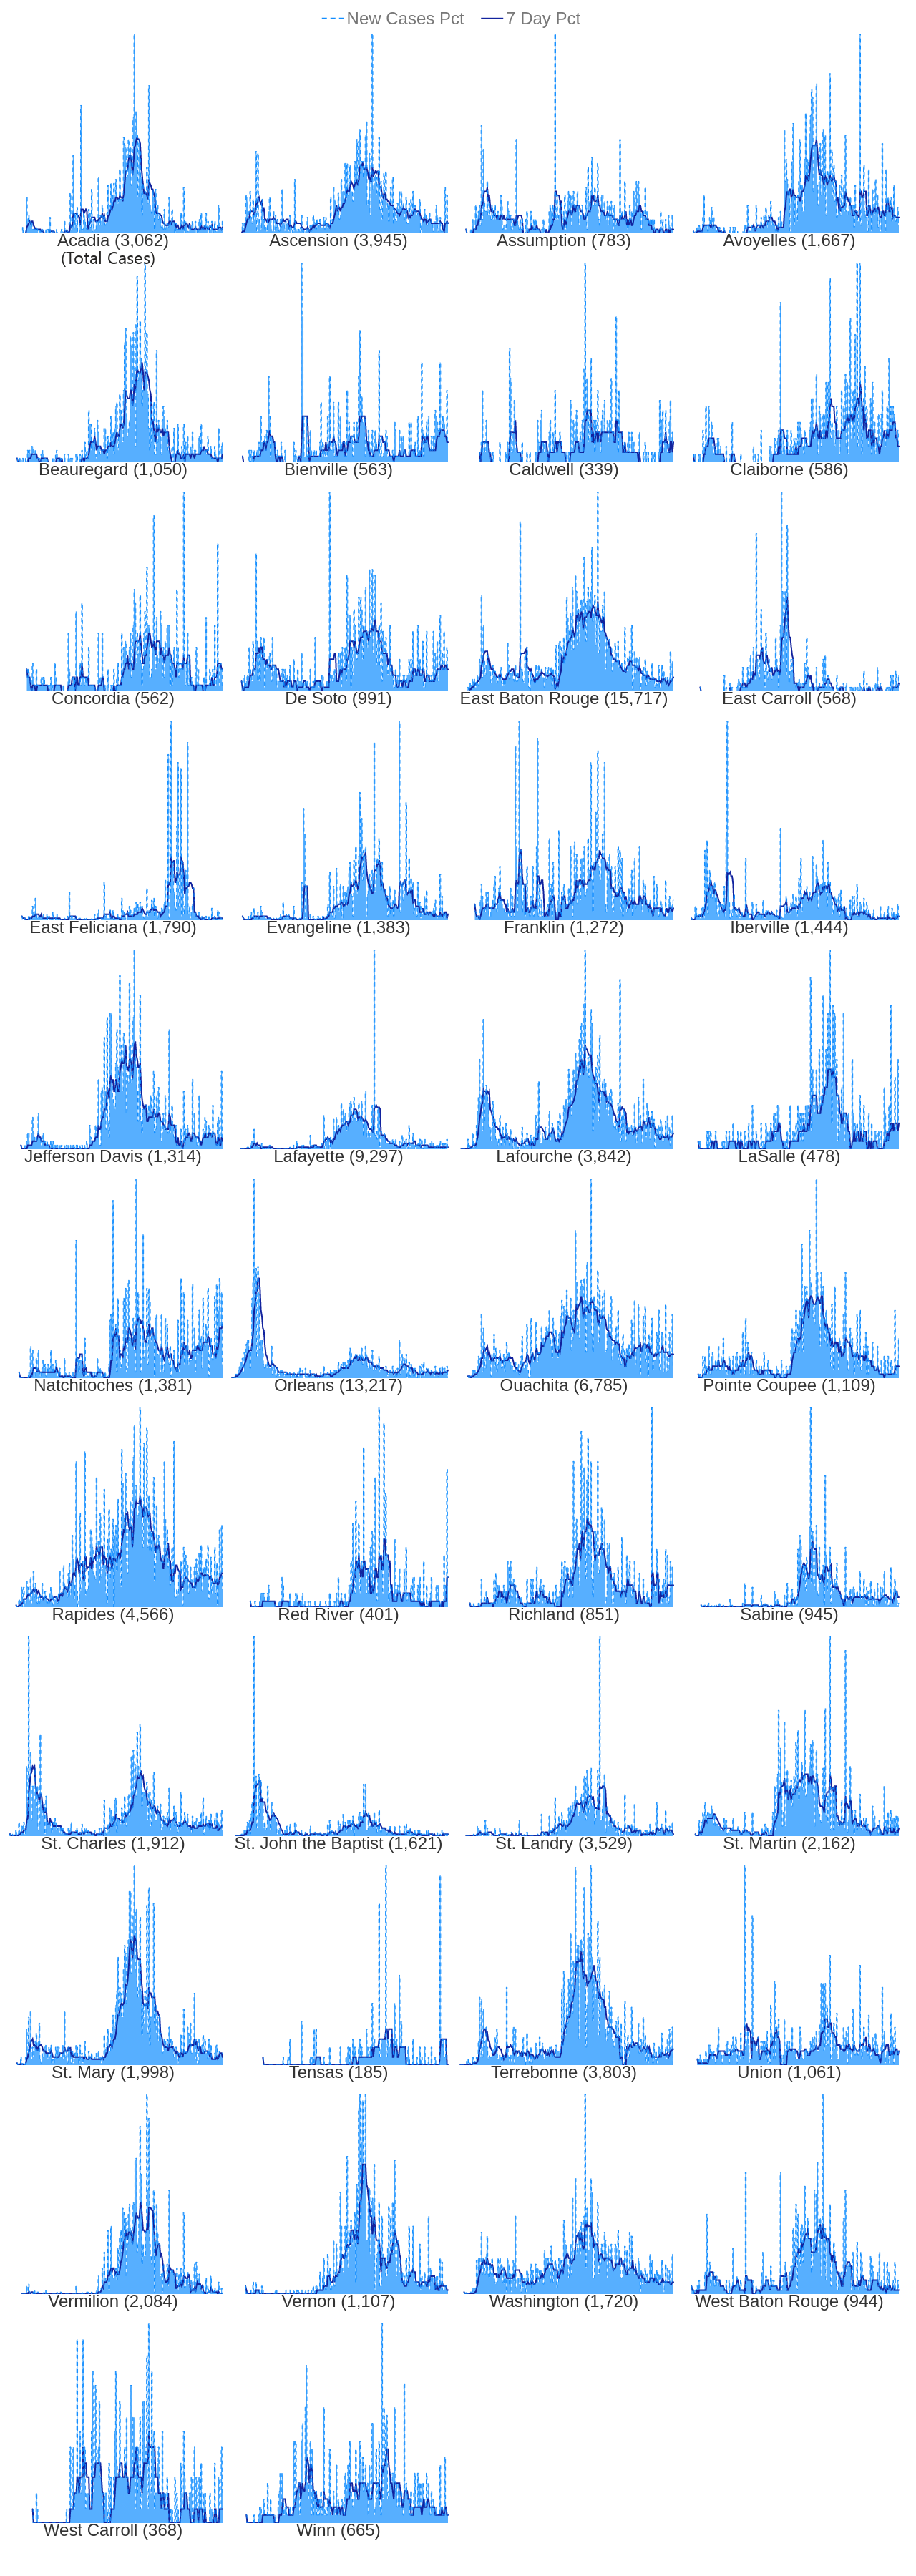 New Cases Pct 7 Day Pct
Acadia (3,062) Ascension (3,945) Assumption (783) Avoyelles (1,667)
(Total Cases)
Beauregard (1,050) Bienville (563) Caldwell (339) Claiborne (586)
Concordia (562) De Soto (991) East Baton Rouge (15,717) East Carroll (568)
East Feliciana (1,790) Evangeline (1,383) Franklin (1,272) Iberville (1,444)
Jefferson Davis (1,314) Lafayette (9,297) Lafourche (3,842) LaSalle (478)
Natchitoches (1,381) Orleans (13,217) Ouachita (6,785) Pointe Coupee (1,109)
Rapides (4,566) Red River (401) Richland (851) Sabine (945)
St. Charles (1,912) St. John the Baptist (1,621) St. Landry (3,529) St. Martin (2,162)
St. Mary (1,998) Tensas (185) Terrebonne (3,803) Union (1,061)
Vermilion (2,084) Vernon (1,107) Washington (1,720) West Baton Rouge (944)
West Carroll (368) Winn (665)